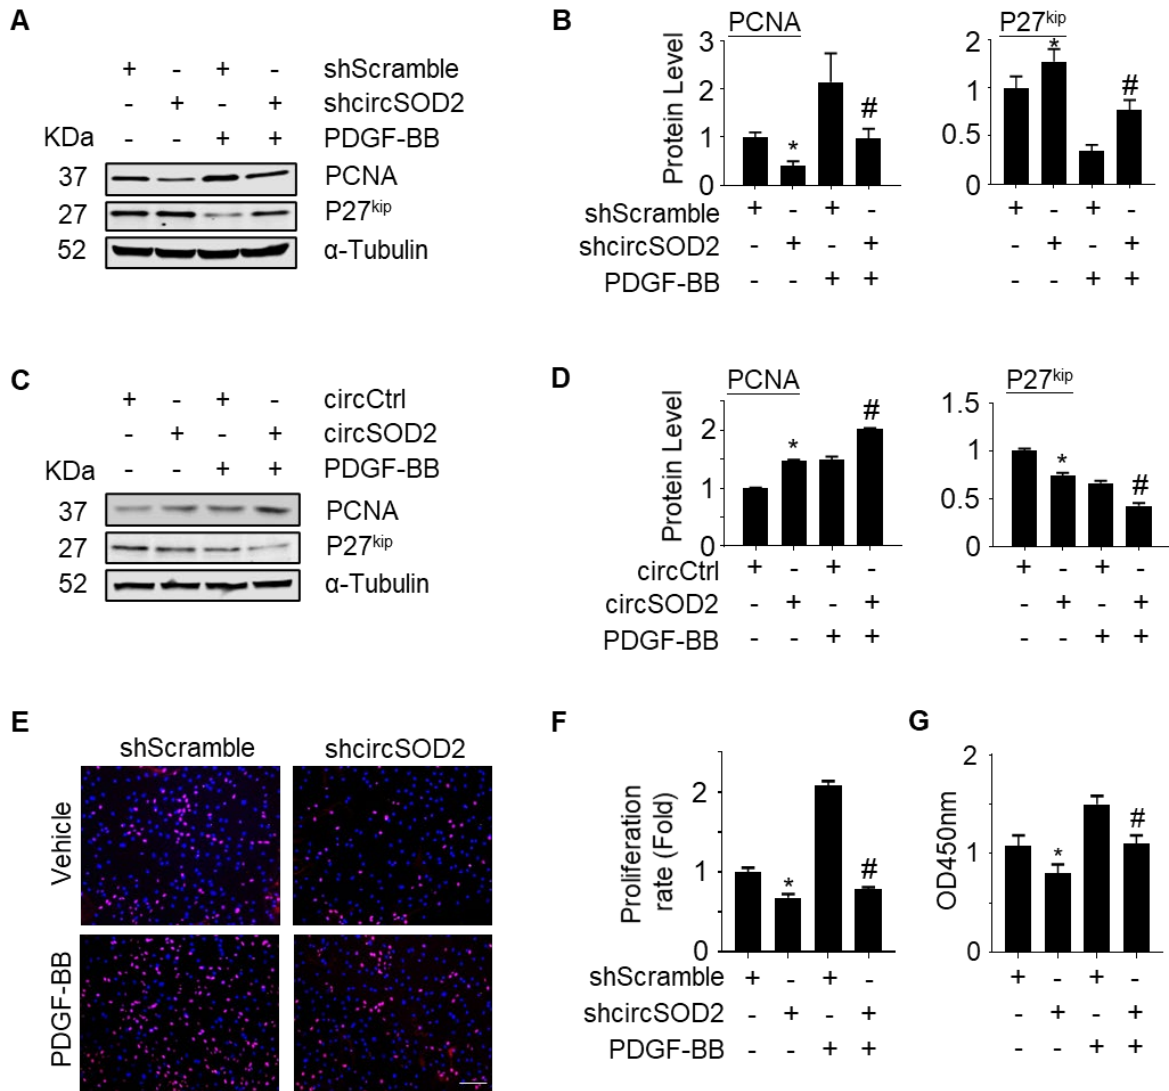 A
+ - + - shScramble
- + - + shcircSOD2
KDa - - + + PDGF-BB
37 PCNA
27 P27kip
52 α-Tubulin
B
PCNA
Protein Level
3
2
1
0
*
#
P27kip
2
1
0.5
0
*
#
shScramble + - + - + - + -
shcircSOD2 - + - + - + - +
PDGF-BB - - + + - - + +
C
+ - + - circCtrl
- + - + circSOD2
KDa - - + + PDGF-BB
37 PCNA
27 P27kip
52 α-Tubulin
D
PCNA
Protein Level
2
1
0
*
#
P27kip
1.5
1
0.5
0
*
#
circCtrl + - + - + - + -
circSOD2 - + - + - + - +
PDGF-BB - - + + - - + +
E
shScramble shcircSOD2
Vehicle
PDGF-BB
F
Proliferation
rate (Fold)
2
1
0
*
#
G
OD450nm
2
1
0
*
#
shScramble + - + - + - + -
shcircSOD2 - + - + - + - +
PDGF-BB - - + + - - + +